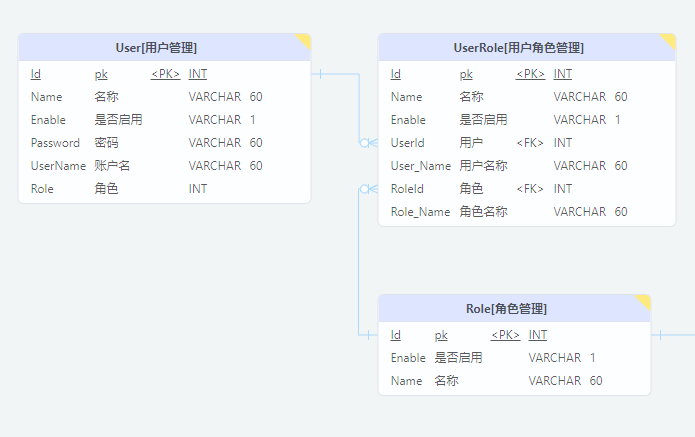 User[用户管理]
Id pk <PK> INT
Name 名称 VARCHAR 60
Enable 是否启用 VARCHAR 1
Password 密码 VARCHAR 60
UserName 账户名 VARCHAR 60
Role 角色 INT
UserRole[用户角色管理]
Id pk <PK> INT
Name 名称 VARCHAR 60
Enable 是否启用 VARCHAR 1
UserId 用户 <FK> INT
User_Name 用户名称 VARCHAR 60
RoleId 角色 <FK> INT
Role_Name 角色名称 VARCHAR 60
Role[角色管理]
Id pk <PK> INT
Enable 是否启用 VARCHAR 1
Name 名称 VARCHAR 60